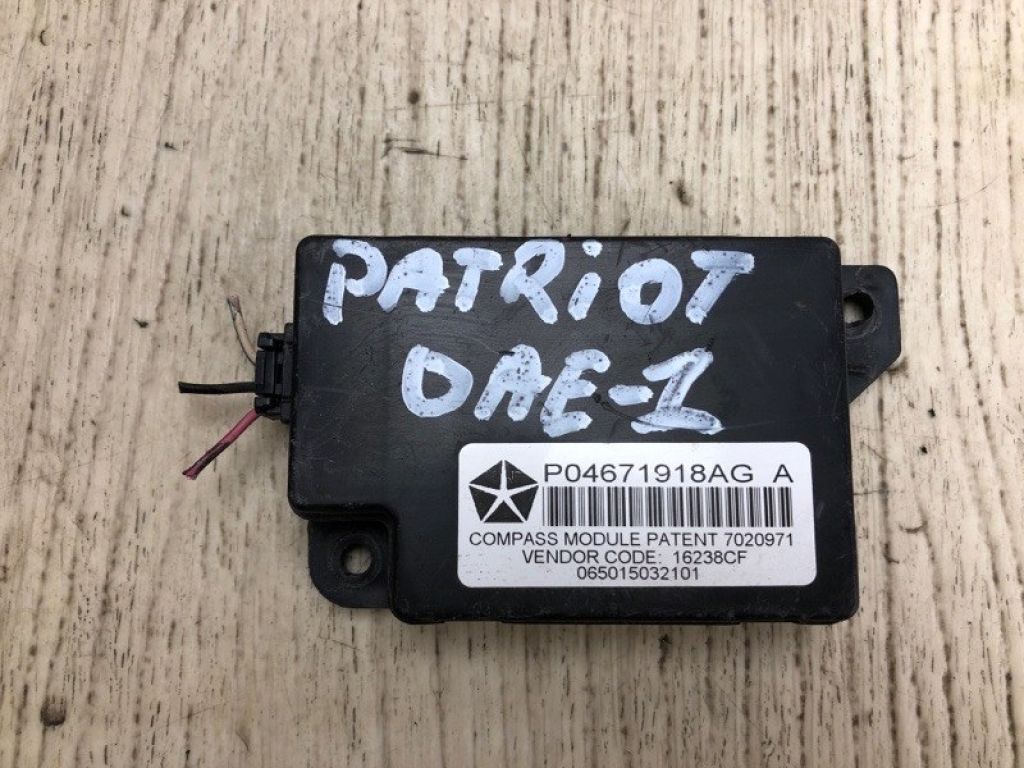 PATRiOT
DAE-1
P04671918AG A
COMPASS MODULE PATENT 7020971
VENDOR CODE: 16238CF
065015032101